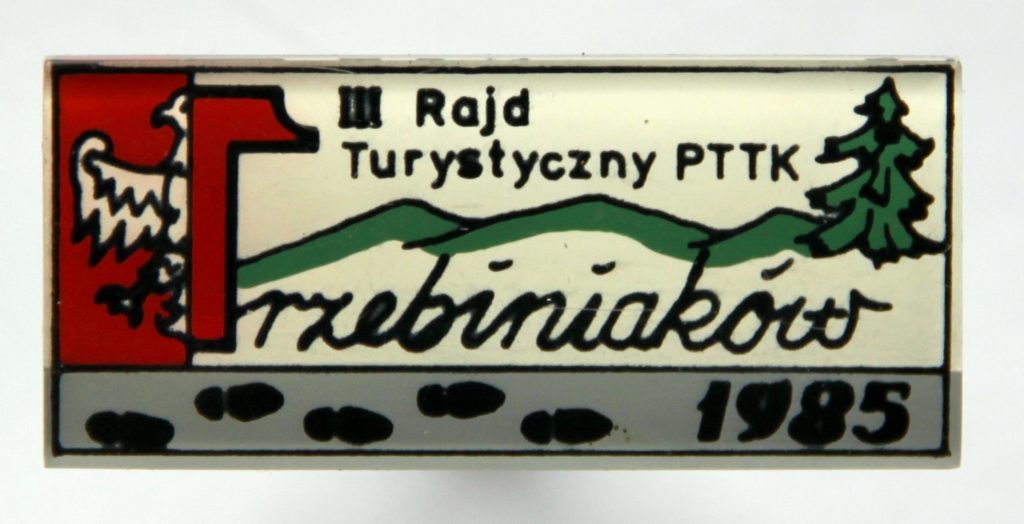 III Rajd
Turystyczny PTTK
Trzebiniaków
1985